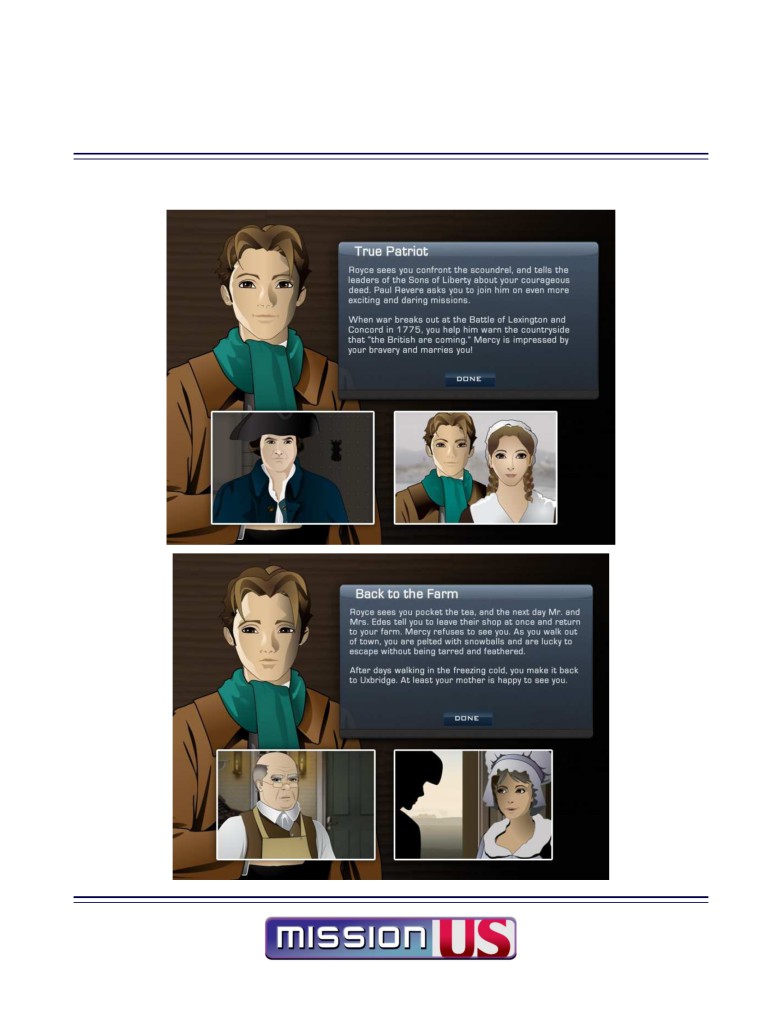 True Patriot
Royce sees you confront the scoundrel, and tells the
leaders of the Sons of Liberty about your courageous
deed. Paul Revere asks you to join him on even more
exciting and daring missions.
When war breaks out at the Battle of Lexington and
Concord in 1775, you help him warn the countryside
that "the British are coming." Mercy is impressed by
your bravery and marries you!
DONE
Back to the Farm
Royce sees you pocket the tea, and the next day Mr. and
Mrs. Edes tell you to leave their shop at once and return
to your farm. Mercy refuses to see you. As you walk out
of town, you are pelted with snowballs and are lucky to
escape without being tarred and feathered.
After days walking in the freezing cold, you make it back
to Uxbridge. At least your mother is happy to see you.
DONE
mission US